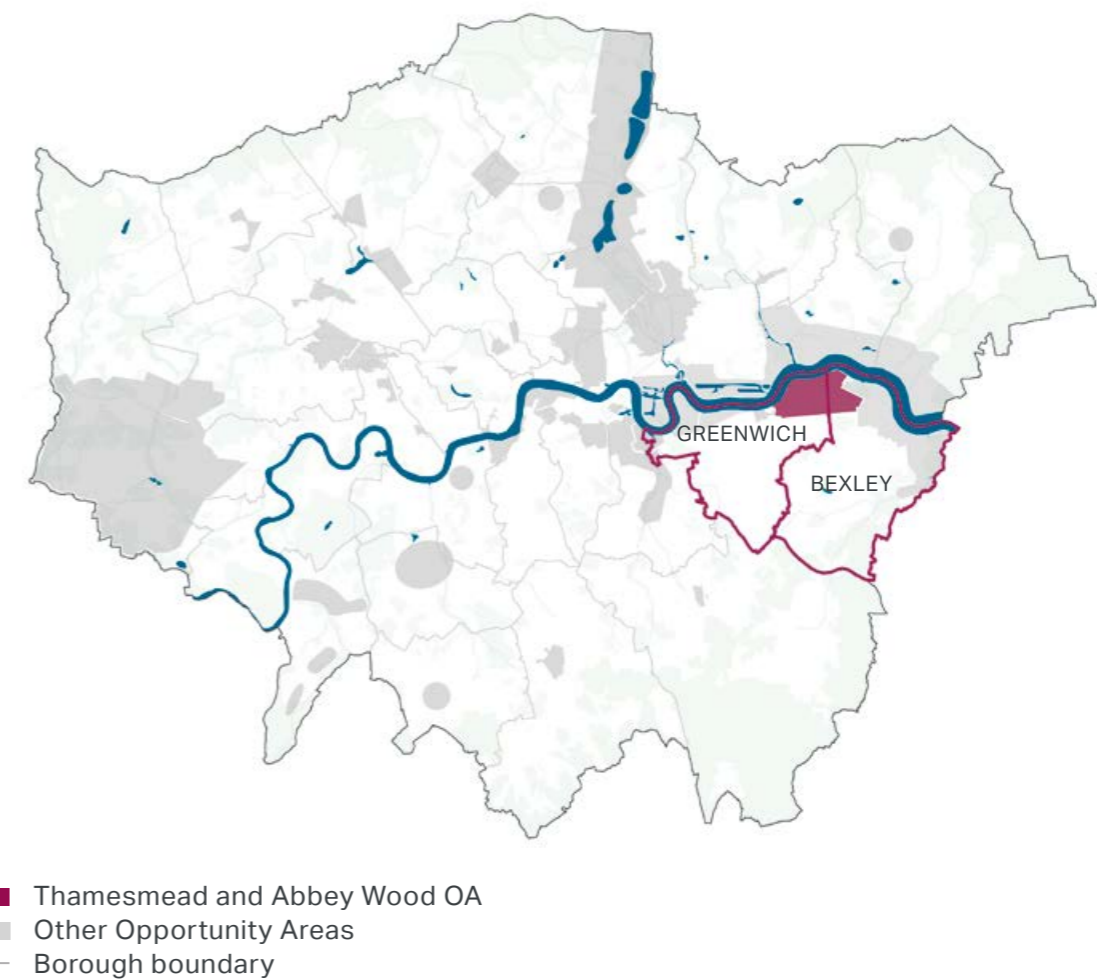 GREENWICH
BEXLEY
Thamesmead and Abbey Wood OA
Other Opportunity Areas
Borough boundary